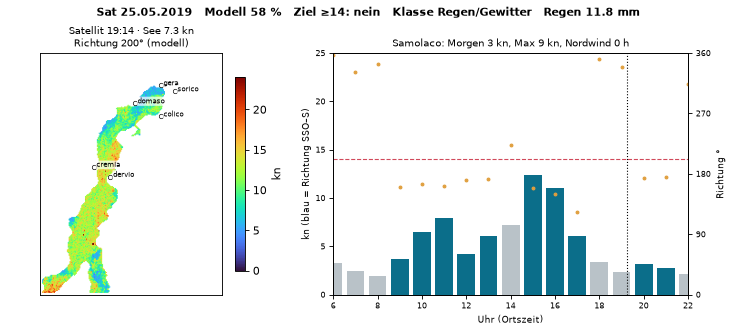 Sat 25.05.2019   Modell 58 %   Ziel ≥14: nein   Klasse Regen/Gewitter   Regen 11.8 mm
Satellit 19:14 · See 7.3 kn
Richtung 200° (modell)
gera
sorico
domaso
colico
cremia
dervio
20
15
10
5
0
kn
Samolaco: Morgen 3 kn, Max 9 kn, Nordwind 0 h
25
20
15
10
5
0
kn (blau = Richtung SSO-S)
360
270
180
90
0
Richtung °
6 8 10 12 14 16 18 20 22
Uhr (Ortszeit)